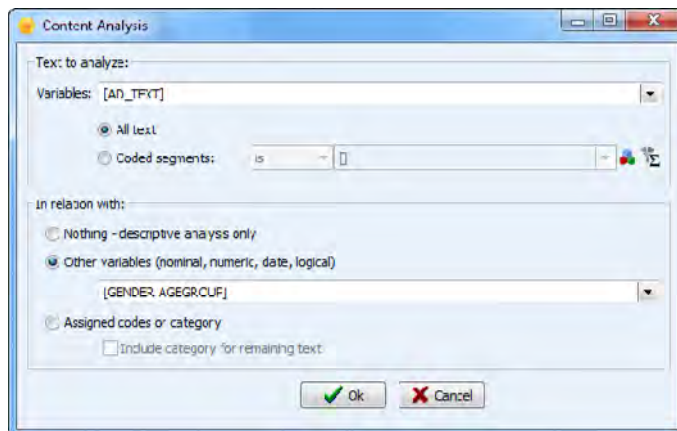 Content Analysis
Text to analyze:
Variables: [AD_TEXT]
All text
Coded segments: is []
In relation with:
Nothing - descriptive analysis only
Other variables (nominal, numeric, date, logical)
[GENDER AGEGROUP]
Assigned codes or category
Include category for remaining text
Ok Cancel